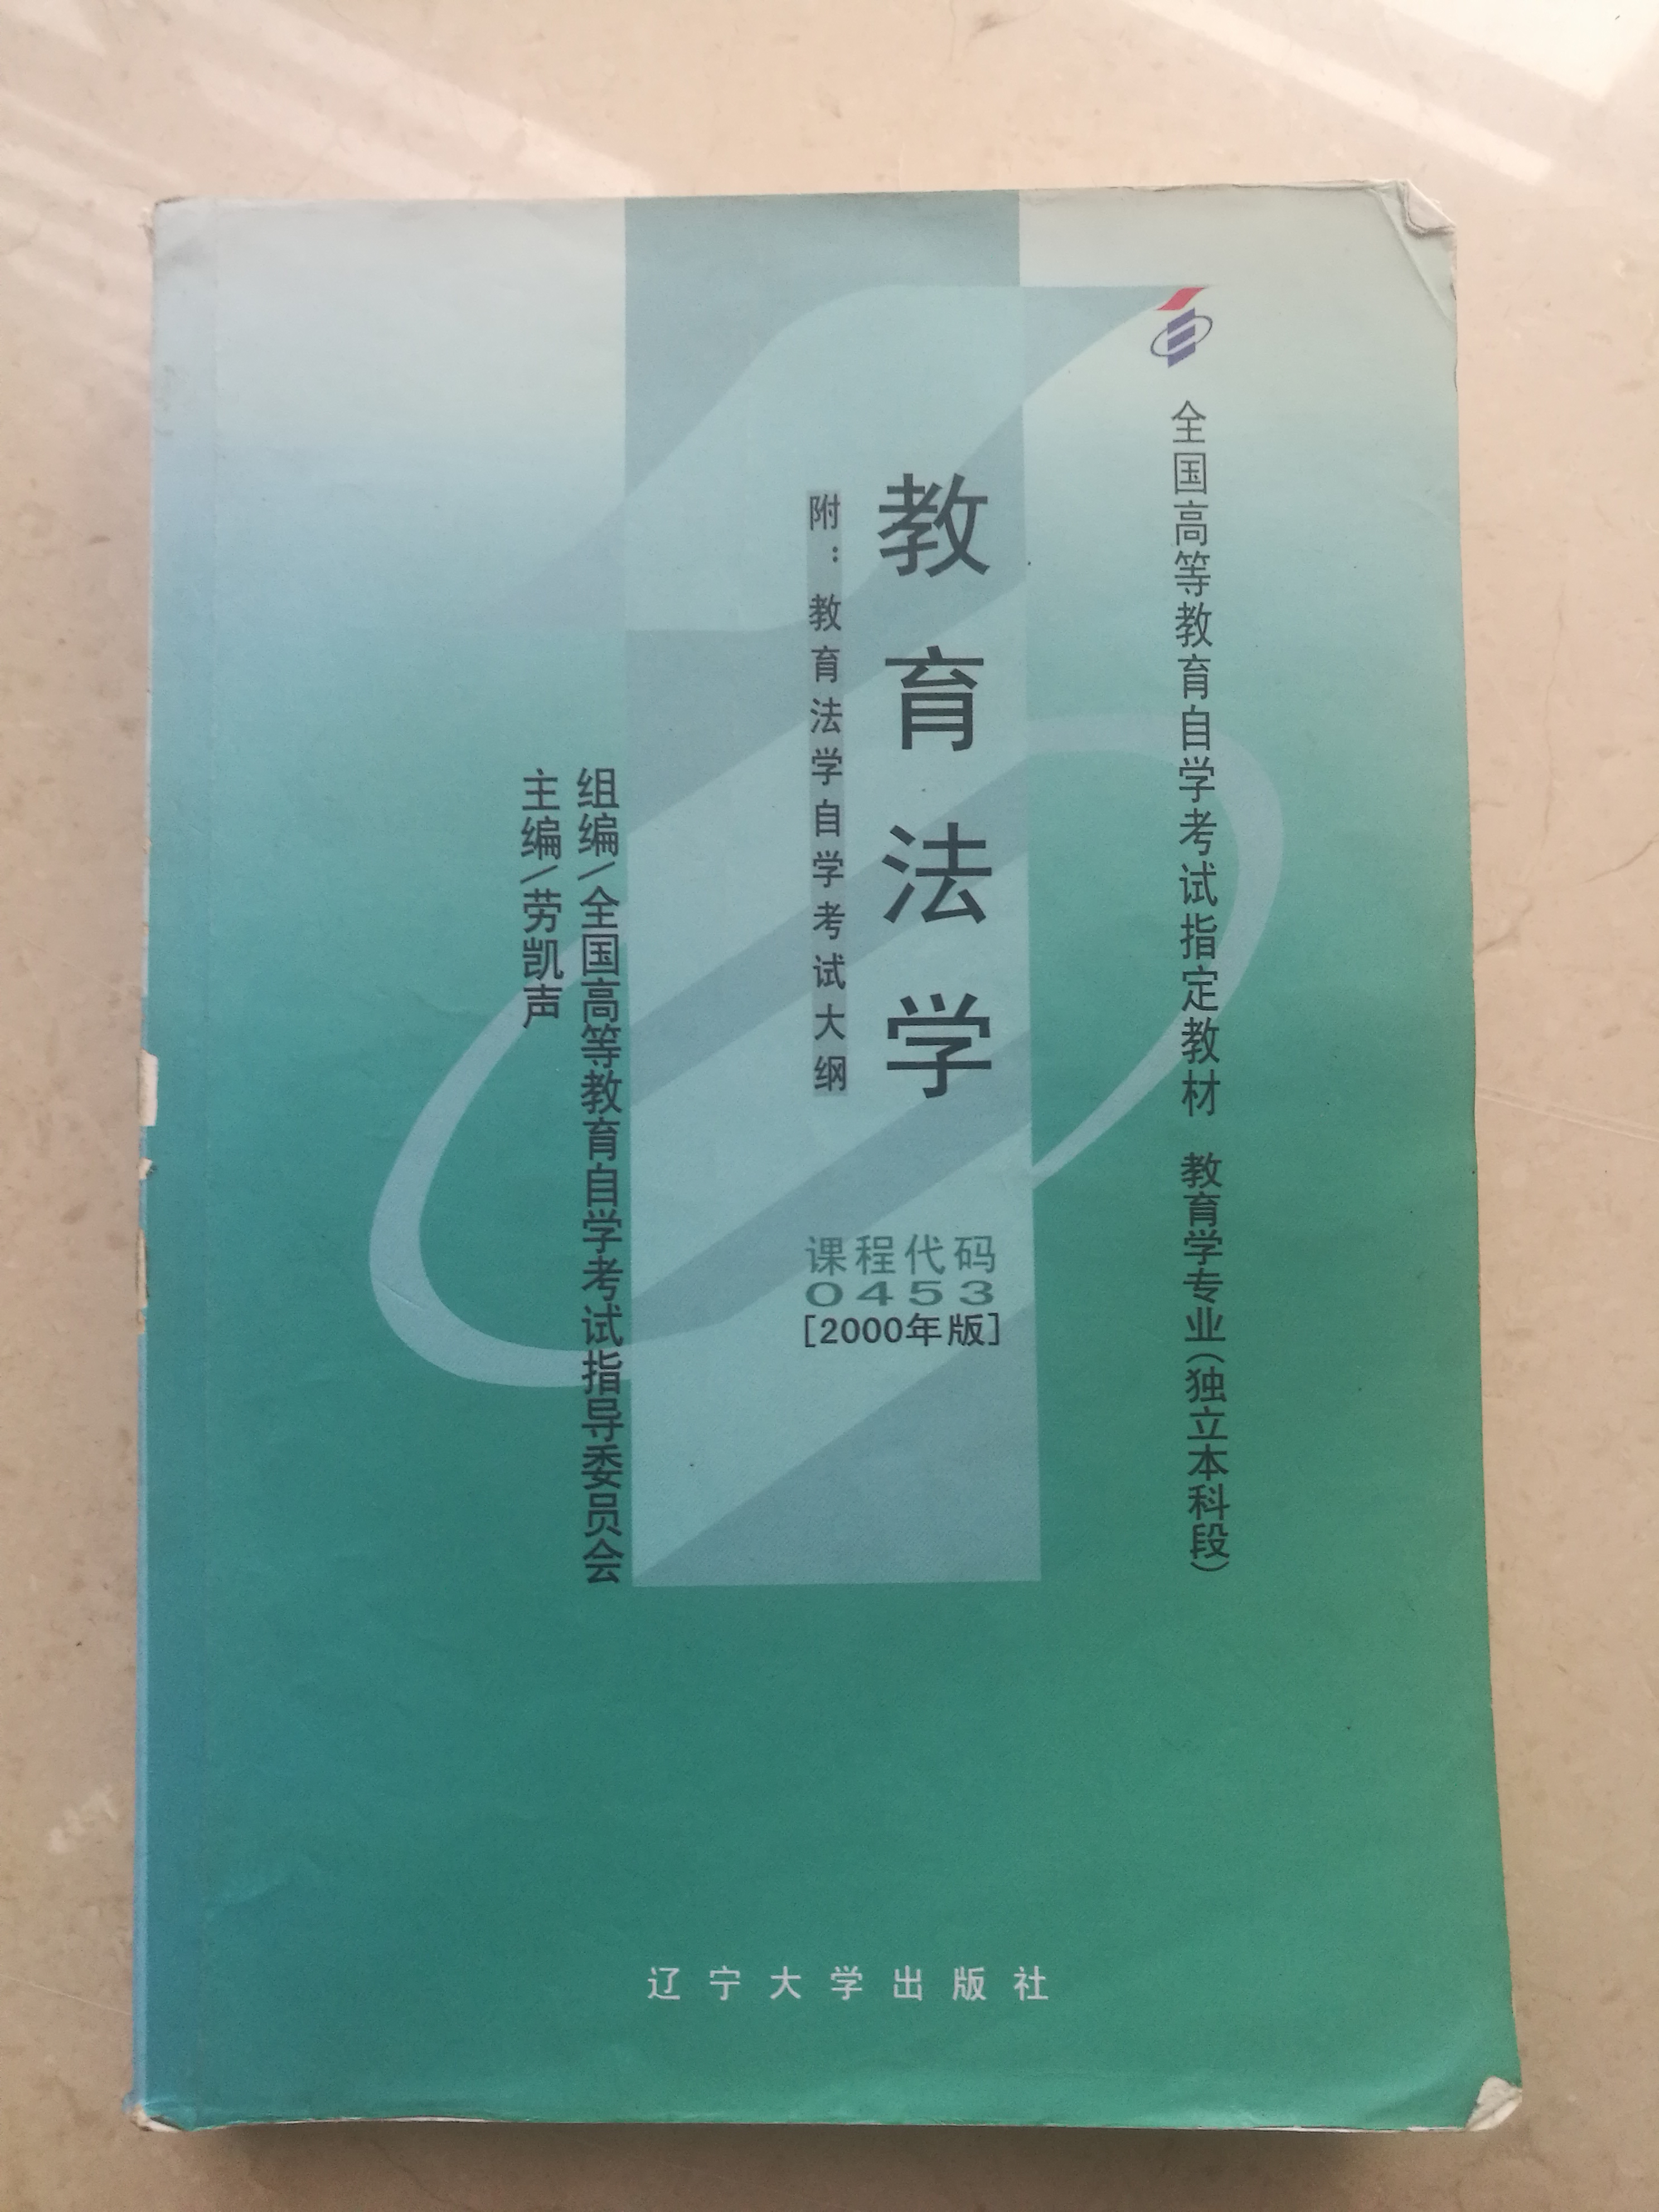 全国高等教育自学考试指定教材 教育学专业(独立本科段)
教育法学
附:教育法学自学考试大纲
课程代码
0453
[2000年版]
组编/全国高等教育自学考试指导委员会
主编/劳凯声
辽宁大学出版社